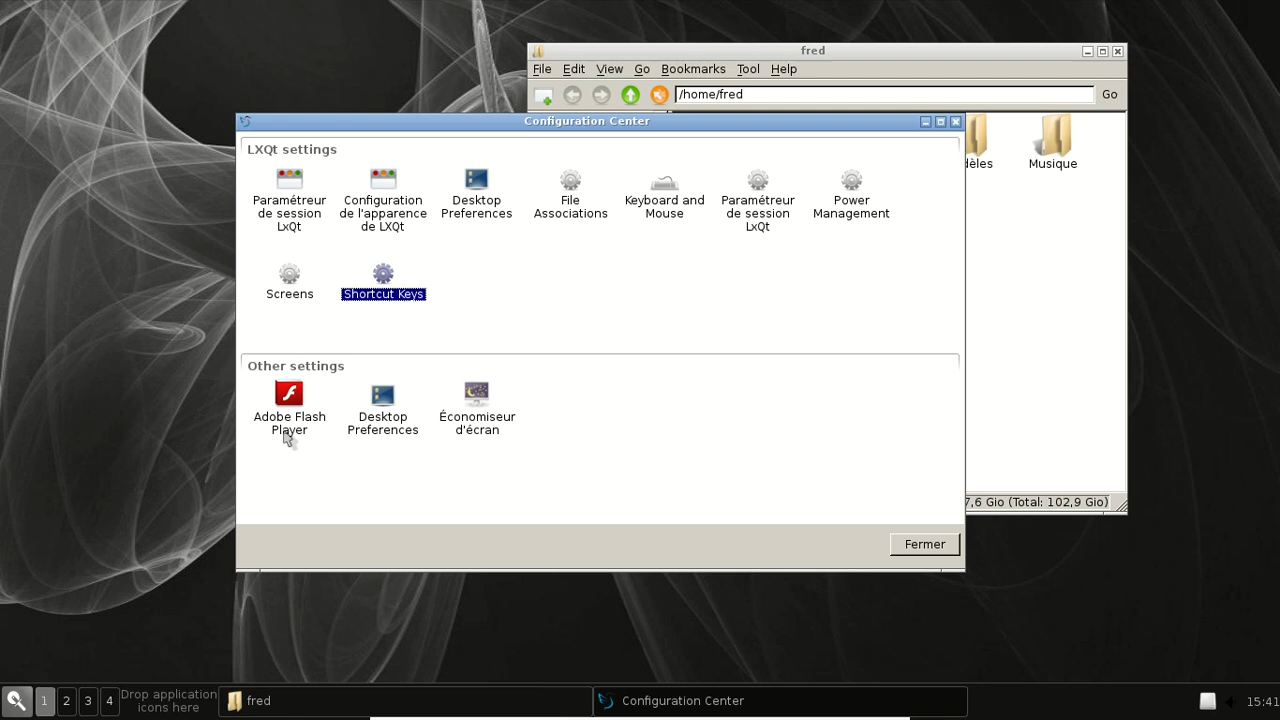 fred
File Edit View Go Bookmarks Tool Help
/home/fred
Go
Configuration Center
LXQt settings
Paramétreur
de session
LxQt
Configuration
de l'apparence
de LXQt
Desktop
Preferences
File
Associations
Keyboard and
Mouse
Paramétreur
de session
LxQt
Power
Management
dèles
Musique
Screens
Shortcut Keys
Other settings
Adobe Flash
Player
Desktop
Preferences
Économiseur
d'écran
7,6 Gio (Total: 102,9 Gio)
Fermer
1 2 3 4
Drop application
icons here
fred
Configuration Center
15:41